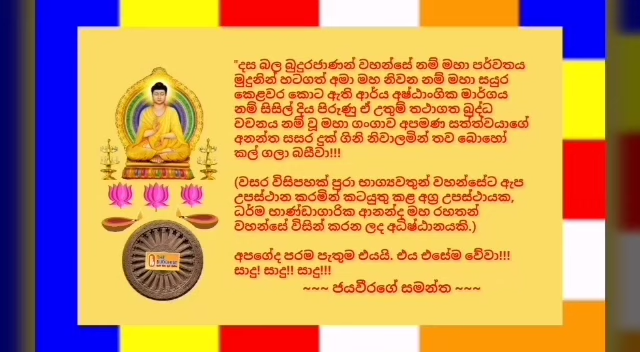 "දස බල බුදුරජාණන් වහන්සේ නම් මහා පර්වතය
මුදුනින් හටගත් අමා මහ නිවන නම් මහා සයුර
කෙළවර කොට ඇති ආර්ය අෂ්ඨාංගික මාර්ගය
නම් සිසිල් දිය පිරුණු ඒ උතුම් තථාගත බුද්ධ
වචනය නම් වූ මහා ගංගාව අපමණ සත්ත්වයාගේ
අනන්ත සසර දුක් ගිනි නිවාලමින් තව බොහෝ
කල් ගලා බසීවා!!!
(වසර විසිපහක් පුරා භාග්‍යවතුන් වහන්සේට ඇප
උපස්ථාන කරමින් කටයුතු කළ අග්‍ර උපස්ථායක,
ධර්ම භාණ්ඩාගාරික ආනන්ද මහ රහතන්
වහන්සේ විසින් කරන ලද අධිෂ්ඨානයකි.)
අපගේද පරම පැතුම එයයි. එය එසේම වේවා!!!
සාදු! සාදු!! සාදු!!!
~~~ ජයවීරගේ සමන්ත ~~~